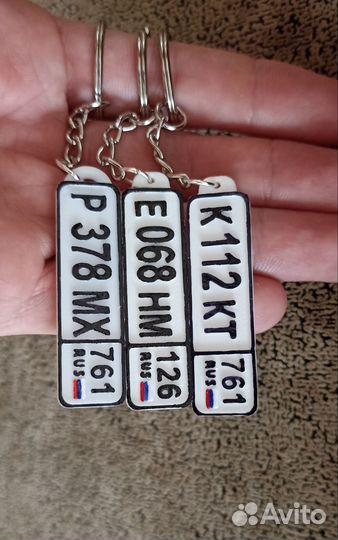 Р 378 МХ
761
RUS
Е 068 НМ
126
RUS
К 112 КТ
761
RUS
Avito